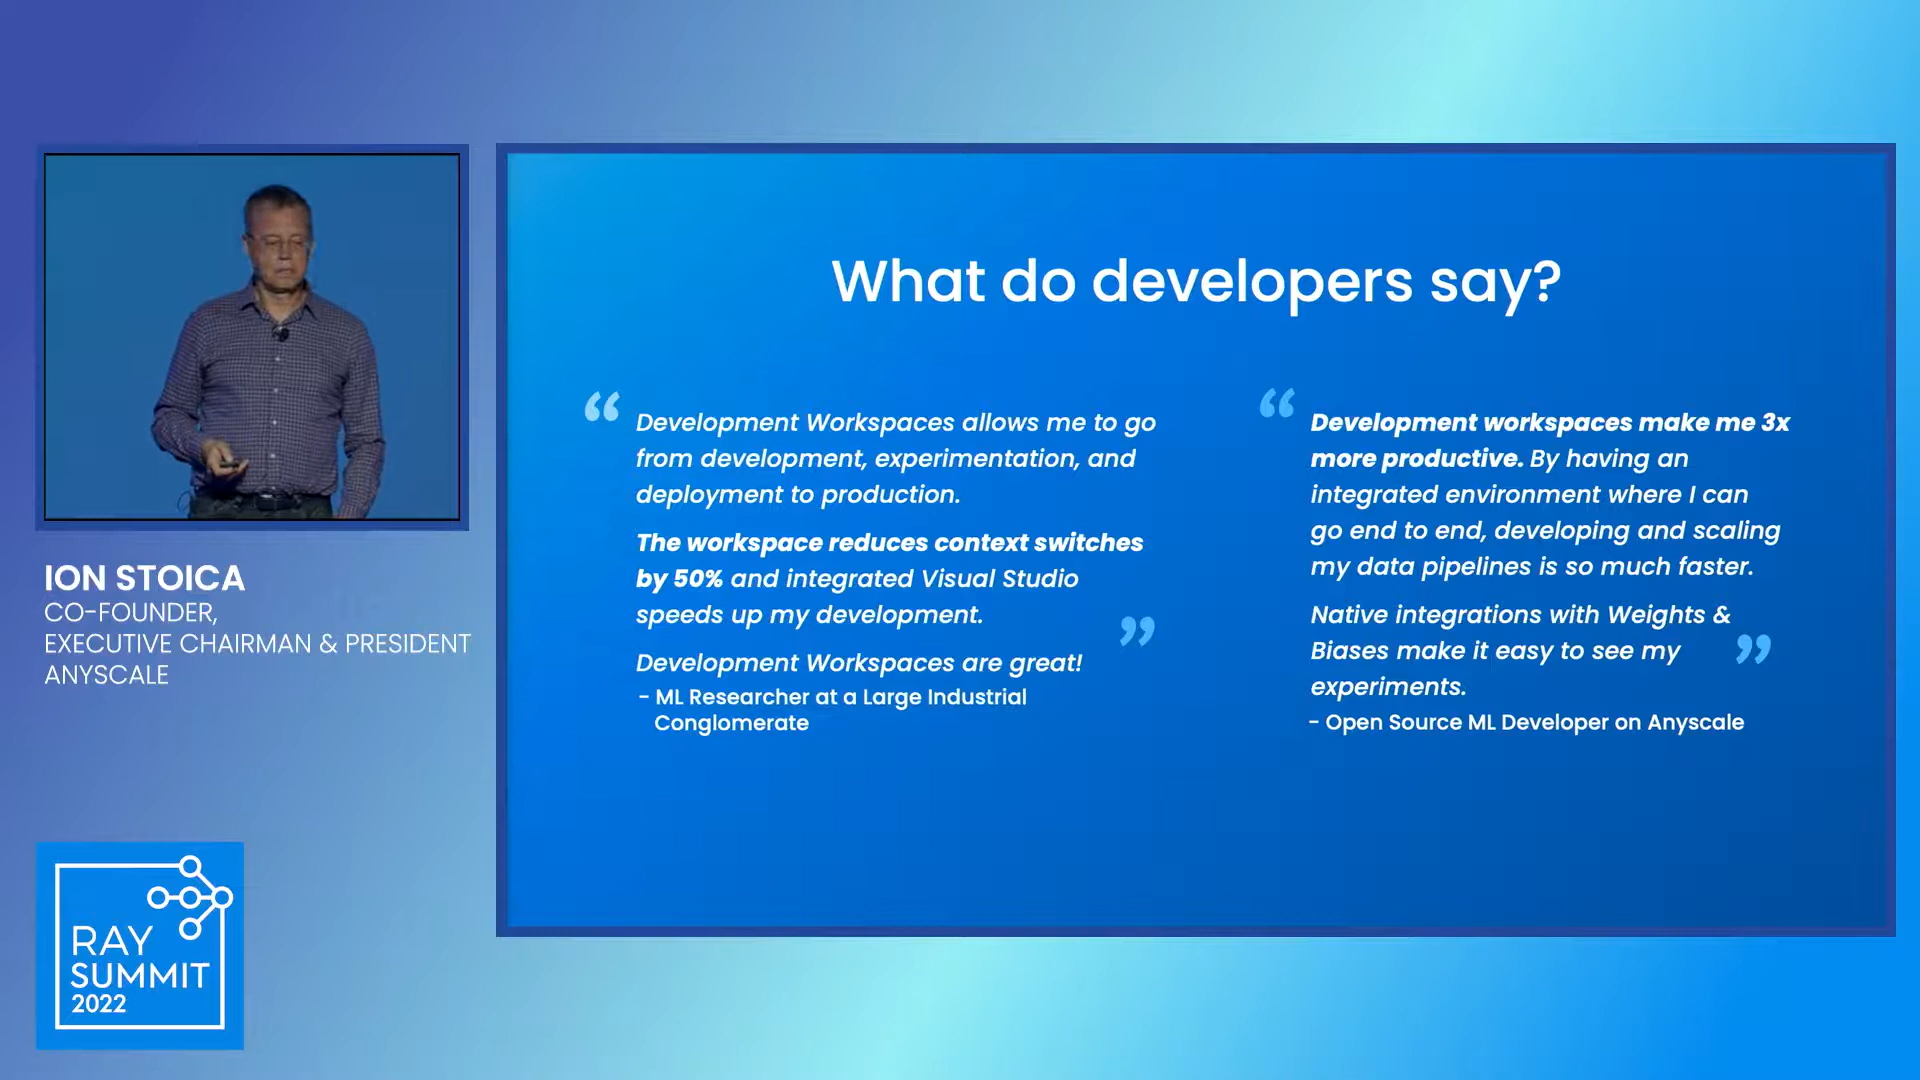 What do developers say?
“
Development Workspaces allows me to go
from development, experimentation, and
deployment to production.
The workspace reduces context switches
by 50% and integrated Visual Studio
speeds up my development.
”
Development Workspaces are great!
- ML Researcher at a Large Industrial
Conglomerate
“
Development workspaces make me 3x
more productive. By having an
integrated environment where I can
go end to end, developing and scaling
my data pipelines is so much faster.
Native integrations with Weights &
Biases make it easy to see my
”
experiments.
- Open Source ML Developer on Anyscale
ION STOICA
CO-FOUNDER,
EXECUTIVE CHAIRMAN & PRESIDENT
ANYSCALE
RAY
SUMMIT
2022